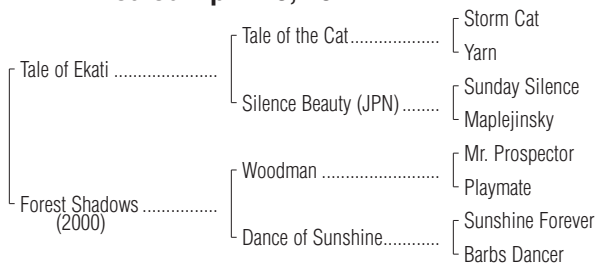 Storm Cat
Tale of the Cat....................
Yarn
Tale of Ekati .......................
Sunday Silence
Silence Beauty (JPN) ........
Maplejinsky
Mr. Prospector
Woodman ..........................
Playmate
Forest Shadows .................
(2000)
Sunshine Forever
Dance of Sunshine............
Barbs Dancer